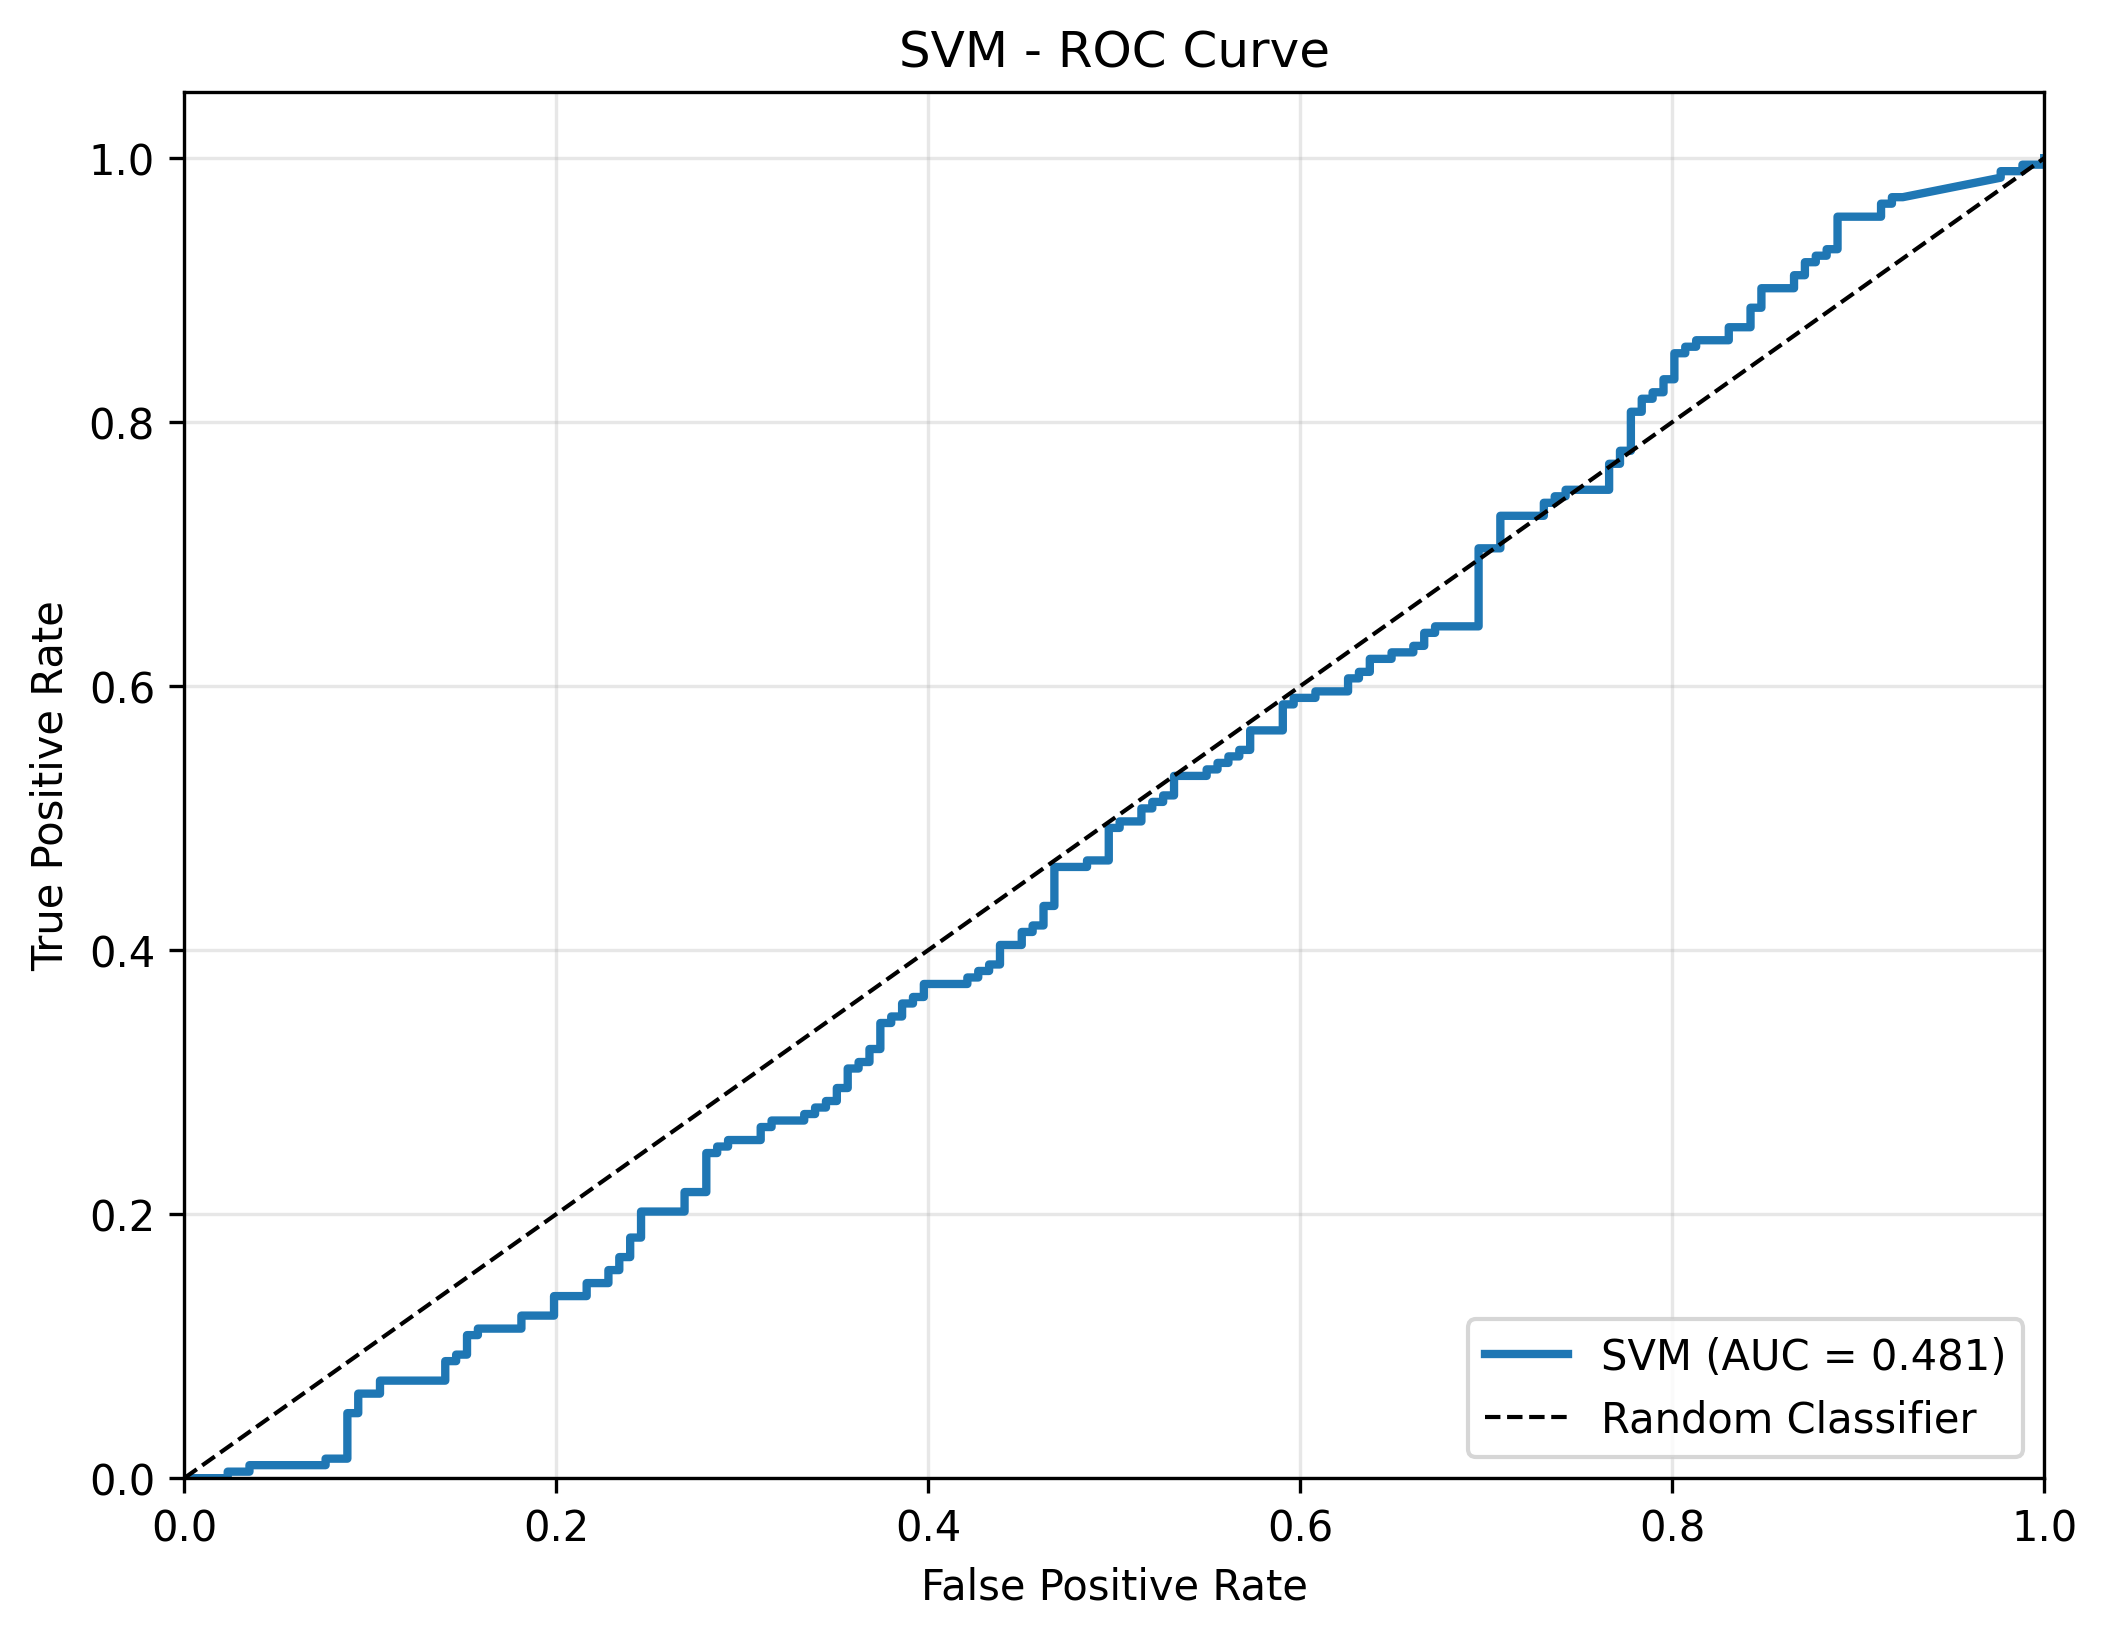 SVM - ROC Curve
1.0
0.8
0.6
0.4
0.2
0.0
True Positive Rate
0.0 0.2 0.4 0.6 0.8 1.0
False Positive Rate
SVM (AUC = 0.481)
Random Classifier